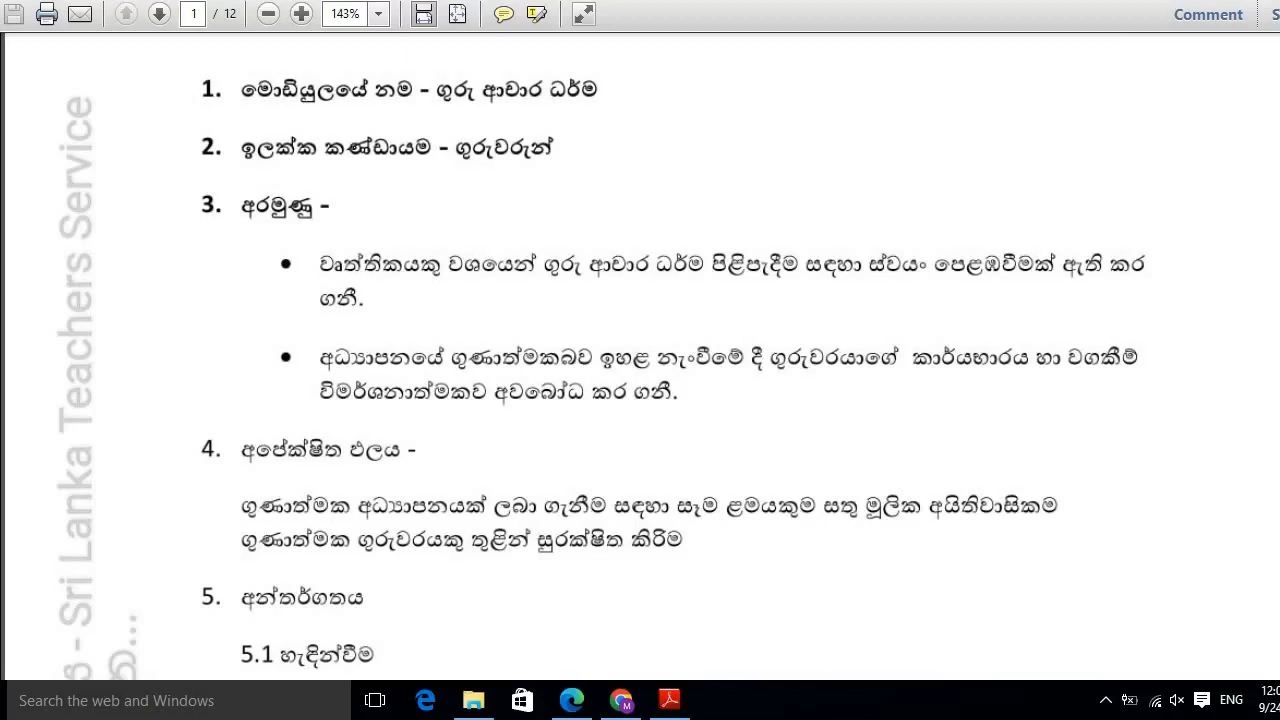 1 / 12 143% Comment
1. මොඩියුලයේ නම - ගුරු ආචාර ධර්ම
2. ඉලක්ක කණ්ඩායම - ගුරුවරුන්
3. අරමුණු -
• වෘත්තිකයකු වශයෙන් ගුරු ආචාර ධර්ම පිළිපැදීම සඳහා ස්වයං පෙළඹවීමක් ඇති කර
ගනී.
• අධ්‍යාපනයේ ගුණාත්මකබව ඉහළ නැංවීමේ දී ගුරුවරයාගේ කාර්යභාරය හා වගකීම්
විමර්ශනාත්මකව අවබෝධ කර ගනී.
4. අපේක්ෂිත ඵලය -
ගුණාත්මක අධ්‍යාපනයක් ලබා ගැනීම සඳහා සෑම ළමයකුම සතු මූලික අයිතිවාසිකම
ගුණාත්මක ගුරුවරයකු තුළින් සුරක්ෂිත කිරීම
5. අන්තර්ගතය
5.1 හැඳින්වීම
- Sri Lanka Teachers Service
Search the web and Windows
ENG